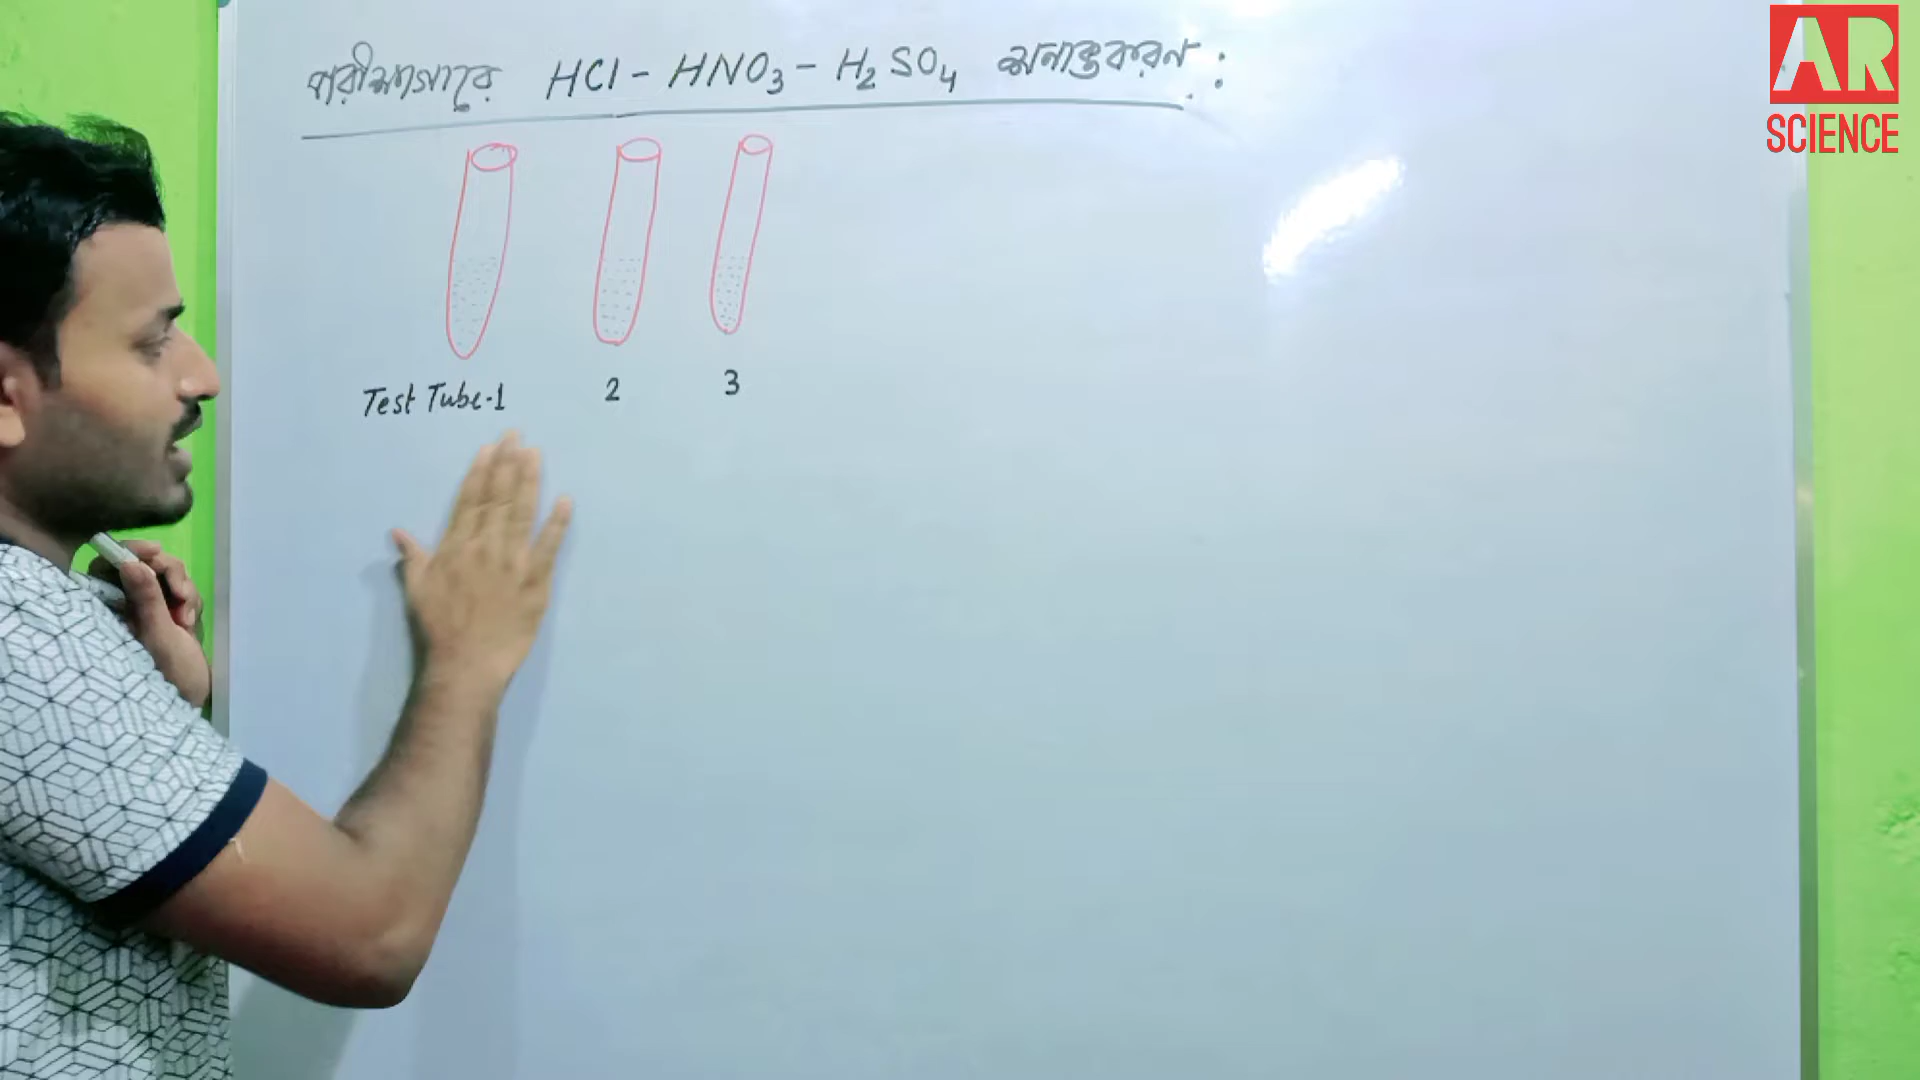 পরীক্ষাগারে HCl - HNO₃ - H₂SO₄ সনাক্তকরণ :
Test Tube-1 2 3
AR
SCIENCE